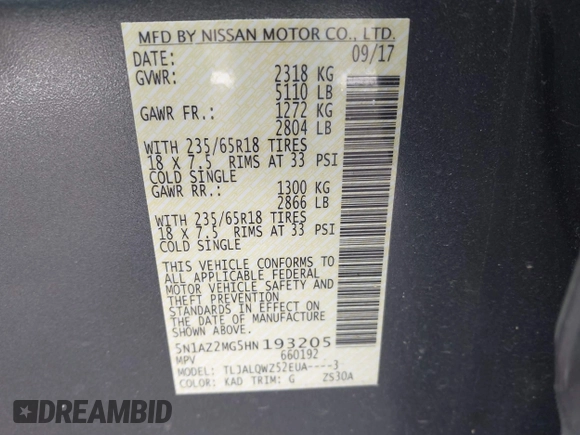 MFD BY NISSAN MOTOR CO., LTD.
DATE: 09/17
GVWR: 2318 KG
5110 LB
GAWR FR.: 1272 KG
2804 LB
WITH 235/65R18 TIRES
18 X 7.5 RIMS AT 33 PSI
COLD SINGLE
GAWR RR.: 1300 KG
2866 LB
WITH 235/65R18 TIRES
18 X 7.5 RIMS AT 33 PSI
COLD SINGLE
THIS VEHICLE CONFORMS TO
ALL APPLICABLE FEDERAL
MOTOR VEHICLE SAFETY AND
THEFT PREVENTION
STANDARDS IN EFFECT ON
THE DATE OF MANUFACTURE
SHOWN ABOVE.
5N1AZ2MG5HN193205
MPV 660192
MODEL: TLJALQWZ52EUA----3
COLOR: KAD TRIM: G ZS30A
© AUTOBIDCAR